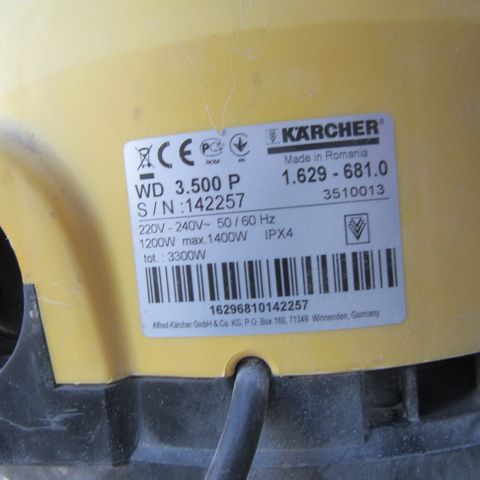 KÄRCHER
Made in Romania
WD 3.500 P 1.629 - 681.0
S / N :142257 3510013
220V - 240V~ 50 / 60 Hz
1200W max.1400W IPX4
tot. : 3300W
16296810142257
Alfred Kärcher GmbH & Co. KG, P.O. Box 160, 71349 Winnenden, Germany